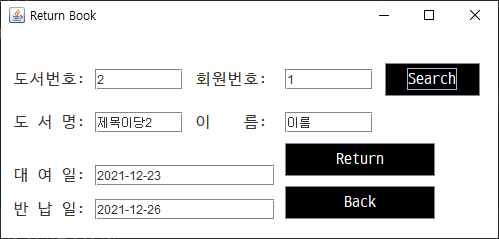 Return Book
도서번호: 2 회원번호: 1 Search
도 서 명: 제목이당2 이 름: 이름
Return
대 여 일: 2021-12-23
Back
반 납 일: 2021-12-26